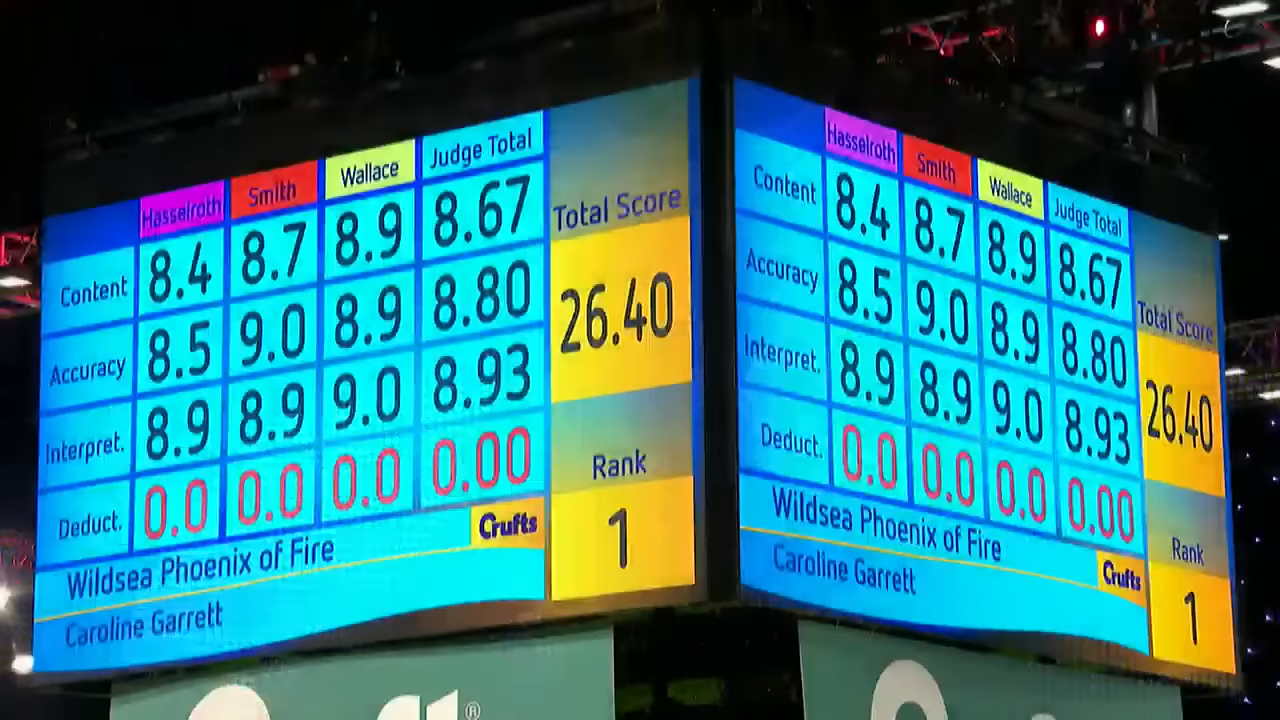 Hasselroth Smith Wallace Judge Total
Content 8.4 8.7 8.9 8.67
Accuracy 8.5 9.0 8.9 8.80
Interpret. 8.9 8.9 9.0 8.93
Deduct. 0.0 0.0 0.0 0.00
Total Score
26.40
Rank
1
Crufts
Wildsea Phoenix of Fire
Caroline Garrett
Hasselroth Smith Wallace Judge Total
Content 8.4 8.7 8.9 8.67
Accuracy 8.5 9.0 8.9 8.80
Interpret. 8.9 8.9 9.0 8.93
Deduct. 0.0 0.0 0.0 0.00
Total Score
26.40
Rank
1
Wildsea Phoenix of Fire
Crufts
Caroline Garrett